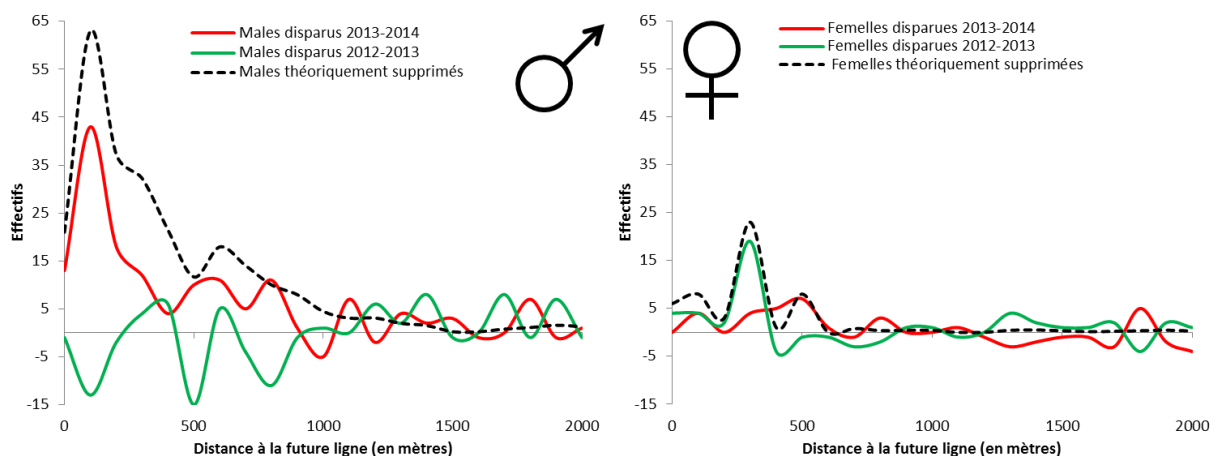 65
55
45
35
25
15
5
-5
-15
Effectifs
Males disparus 2013-2014
Males disparus 2012-2013
Males théoriquement supprimés
0
500
1000
1500
2000
Distance à la future ligne (en mètres)
65
55
45
35
25
15
5
-5
-15
Effectifs
Femelles disparues 2013-2014
Femelles disparues 2012-2013
Femelles théoriquement supprimées
0
500
1000
1500
2000
Distance à la future ligne (en mètres)